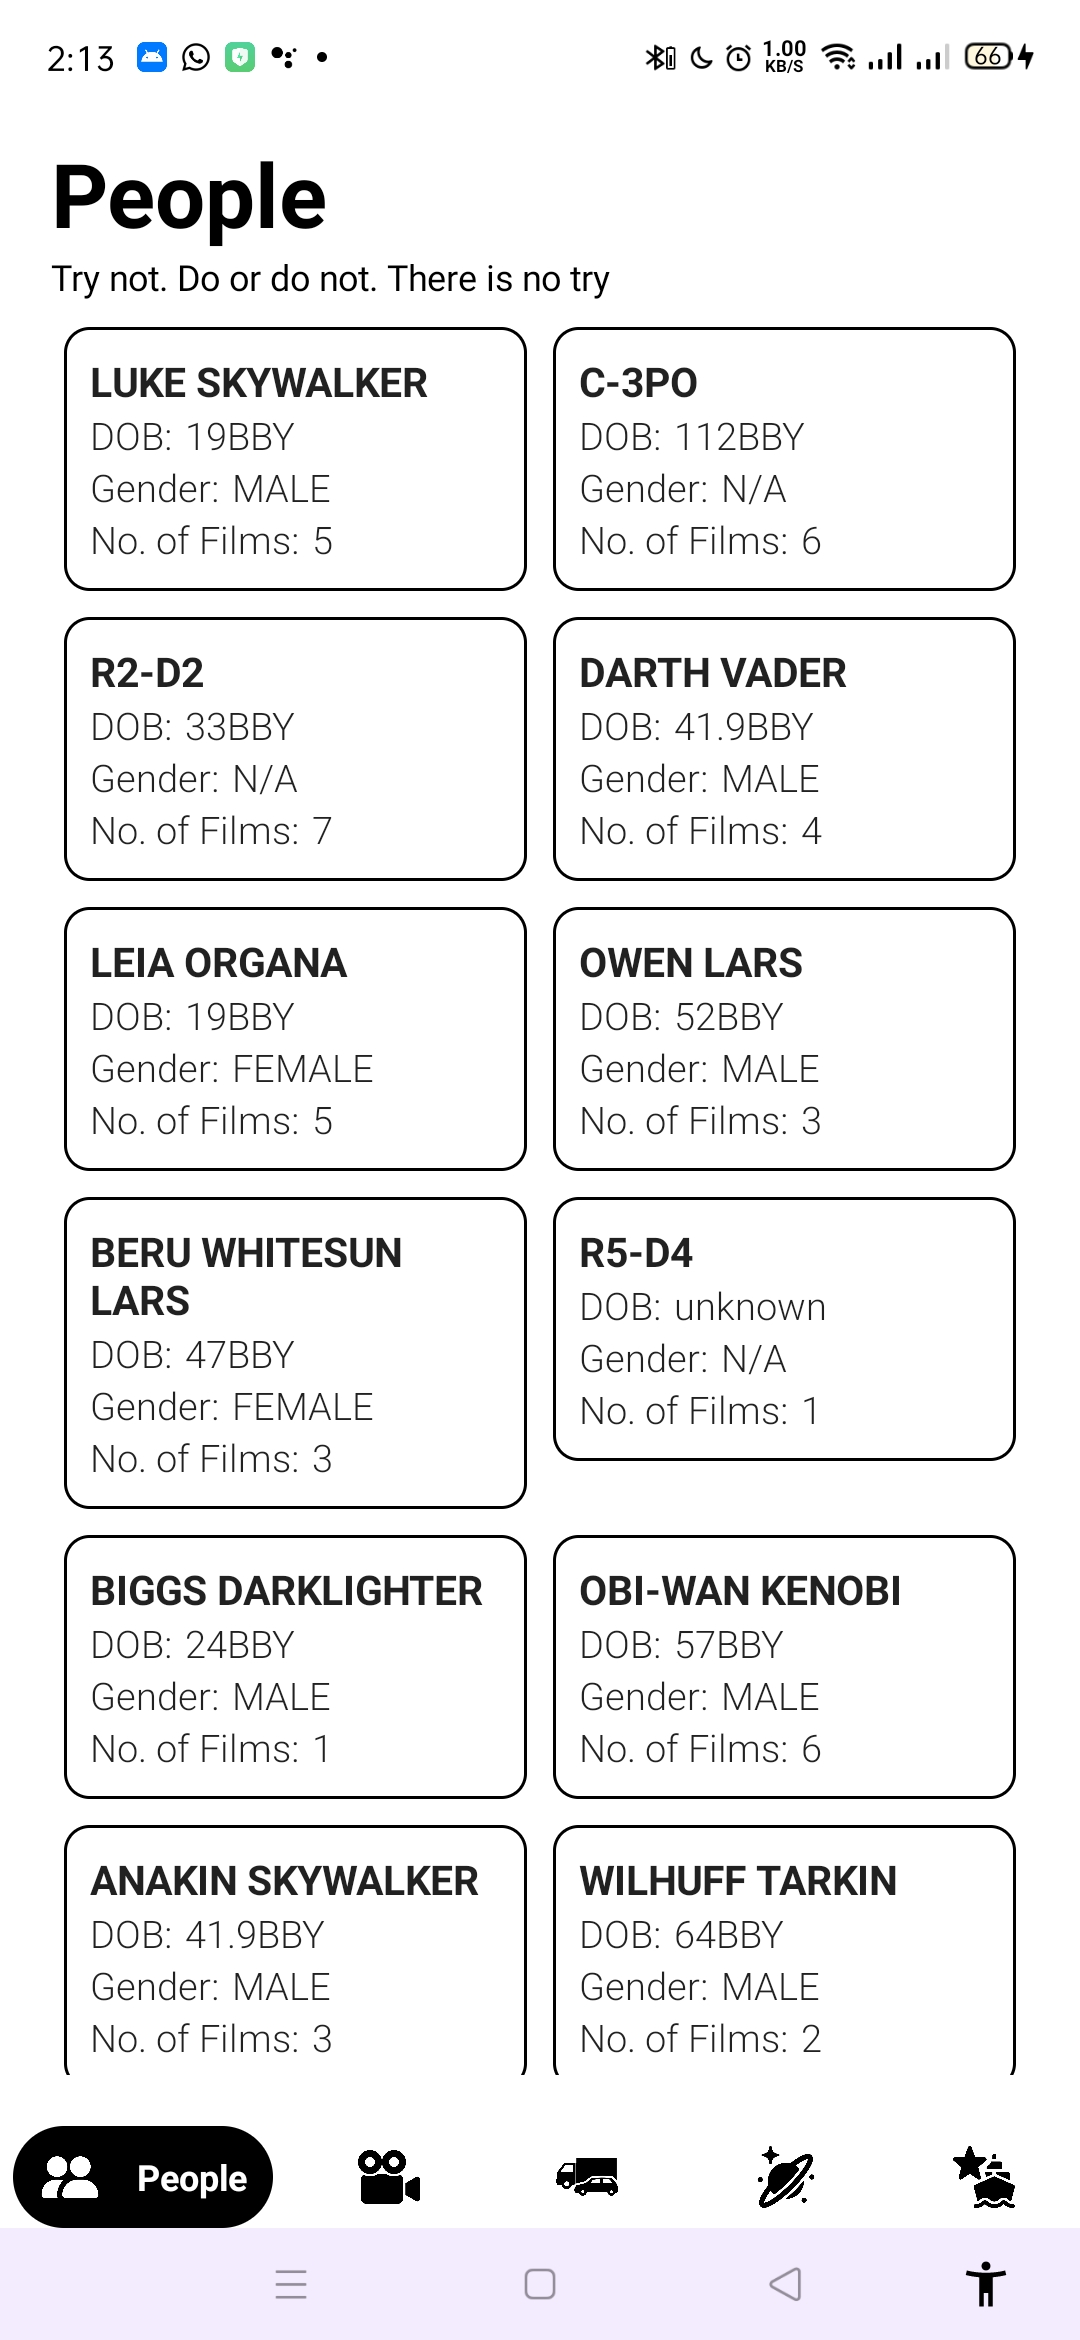 2:13
1.00
KB/S
66
People
Try not. Do or do not. There is no try
LUKE SKYWALKER
DOB: 19BBY
Gender: MALE
No. of Films: 5
C-3PO
DOB: 112BBY
Gender: N/A
No. of Films: 6
R2-D2
DOB: 33BBY
Gender: N/A
No. of Films: 7
DARTH VADER
DOB: 41.9BBY
Gender: MALE
No. of Films: 4
LEIA ORGANA
DOB: 19BBY
Gender: FEMALE
No. of Films: 5
OWEN LARS
DOB: 52BBY
Gender: MALE
No. of Films: 3
BERU WHITESUN
LARS
DOB: 47BBY
Gender: FEMALE
No. of Films: 3
R5-D4
DOB: unknown
Gender: N/A
No. of Films: 1
BIGGS DARKLIGHTER
DOB: 24BBY
Gender: MALE
No. of Films: 1
OBI-WAN KENOBI
DOB: 57BBY
Gender: MALE
No. of Films: 6
ANAKIN SKYWALKER
DOB: 41.9BBY
Gender: MALE
No. of Films: 3
WILHUFF TARKIN
DOB: 64BBY
Gender: MALE
No. of Films: 2
People